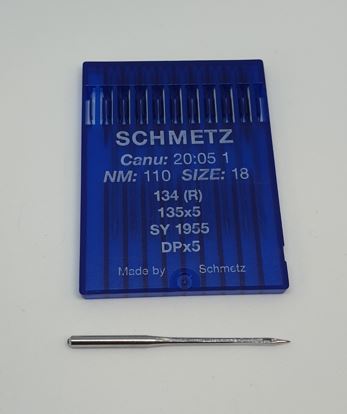 SCHMETZ
Canu: 20:05 1
NM: 110 SIZE: 18
134 (R)
135x5
SY 1955
DPx5
Made by Schmetz